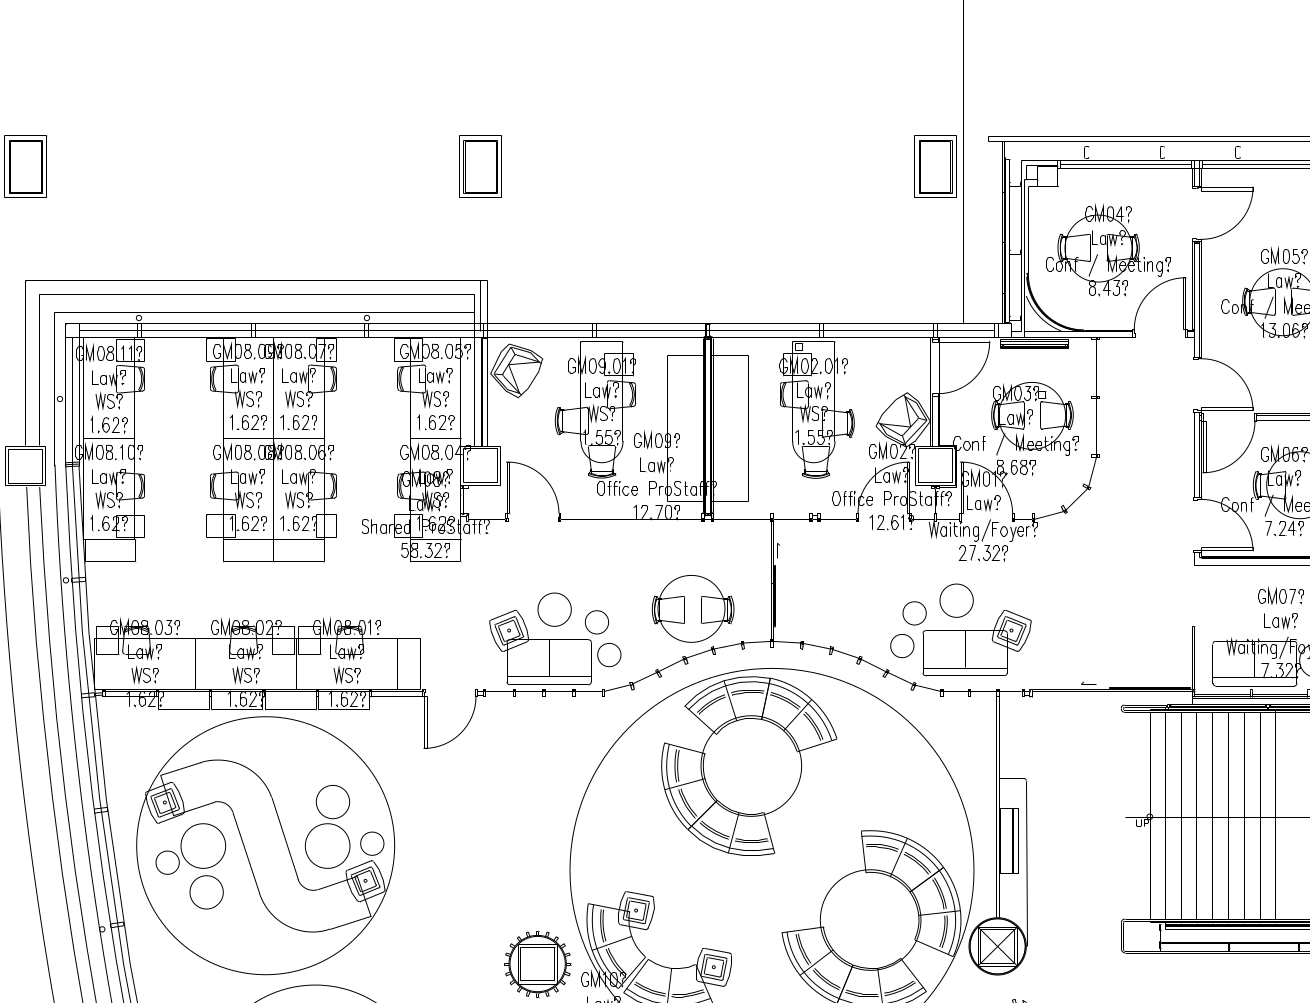 C
C
C
GM04?
Law?
Conf / Meeting?
8.43?
GM05?
Law?
Conf / Mee
13.06?
GM08.11?
Law?
WS?
1.62?
GM08.09?
Law?
WS?
1.62?
GM08.07?
Law?
WS?
1.62?
GM08.05?
Law?
WS?
1.62?
GM09.01?
Law?
WS?
1.55?
GM02.01?
Law?
WS?
1.55?
GM03?
Law?
Conf / Meeting?
8.68?
GM09?
Law?
Office ProStaff?
12.70?
GM02?
Law?
Office ProStaff?
12.61?
GM01?
Law?
Waiting/Foyer?
27.32?
GM06?
Law?
Conf / Mee
7.24?
GM08.10?
Law?
WS?
1.62?
GM08.08?
Law?
WS?
1.62?
GM08.06?
Law?
WS?
1.62?
GM08.04?
Law?
WS?
1.62?
GM08?
Law?
Shared ProStaff?
58.32?
GM08.03?
Law?
WS?
1.62?
GM08.02?
Law?
WS?
1.62?
GM08.01?
Law?
WS?
1.62?
GM07?
Law?
Waiting/Foy
7.32?
UP
GM10?
Law?